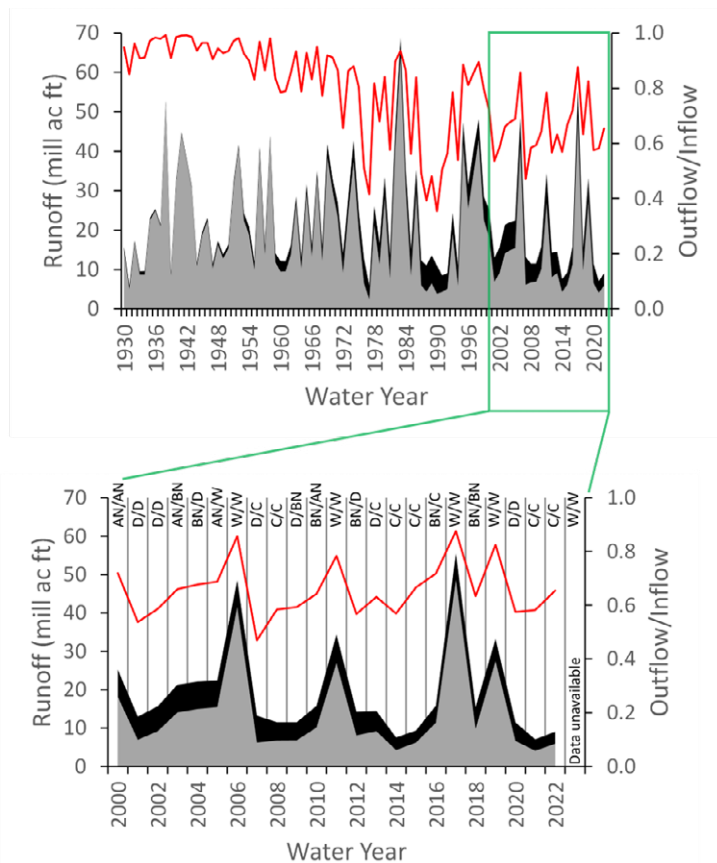 70
60
50
40
30
20
10
0
Runoff (mill ac ft)
1.0
0.8
0.6
0.4
0.2
0.0
Outflow/Inflow
1930 1936 1942 1948 1954 1960 1966 1972 1978 1984 1990 1996 2002 2008 2014 2020
Water Year
AN/AN D/D D/D AN/BN BN/D AN/W W/W D/C C/C D/BN BN/AN W/W BN/D D/C C/C C/C BN/C W/W BN/BN W/W D/D C/C C/C W/W
70
60
50
40
30
20
10
0
Runoff (mill ac ft)
1.0
0.8
0.6
0.4
0.2
0.0
Outflow/Inflow
Data unavailable
2000 2002 2004 2006 2008 2010 2012 2014 2016 2018 2020 2022
Water Year